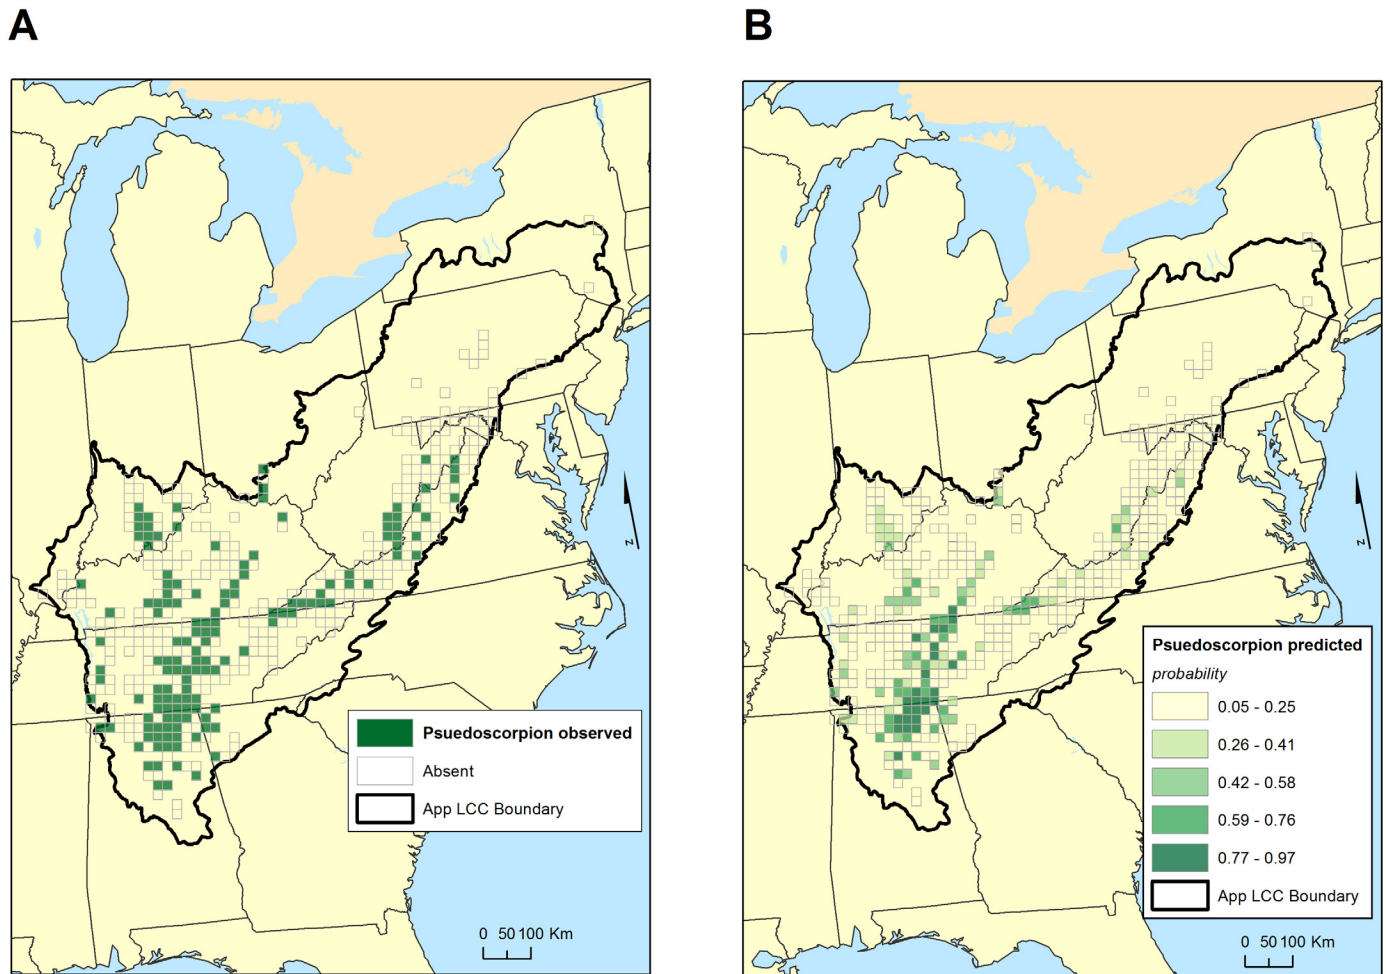 A
B
Psuedoscorpion observed
Absent
App LCC Boundary
0 50 100 Km
z
Psuedoscorpion predicted
probability
0.05 - 0.25
0.26 - 0.41
0.42 - 0.58
0.59 - 0.76
0.77 - 0.97
App LCC Boundary
0 50 100 Km
z